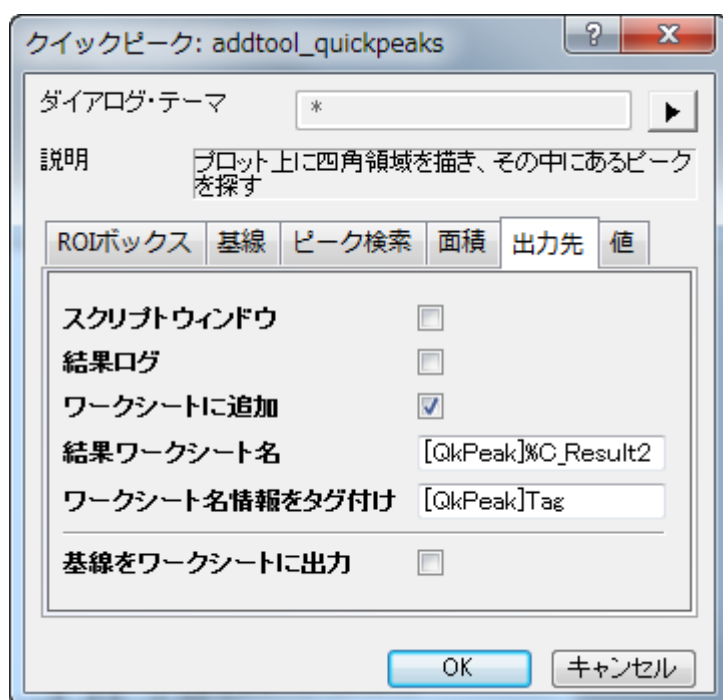 クイックピーク: addtool_quickpeaks
?
ダイアログ・テーマ
*
説明
プロット上に四角領域を描き、その中にあるピーク
を探す
ROIボックス 基線 ピーク検索 面積 出力先 値
スクリプトウィンドウ
結果ログ
ワークシートに追加
結果ワークシート名 [QkPeak]%C_Result2
ワークシート名情報をタグ付け [QkPeak]Tag
基線をワークシートに出力
OK キャンセル